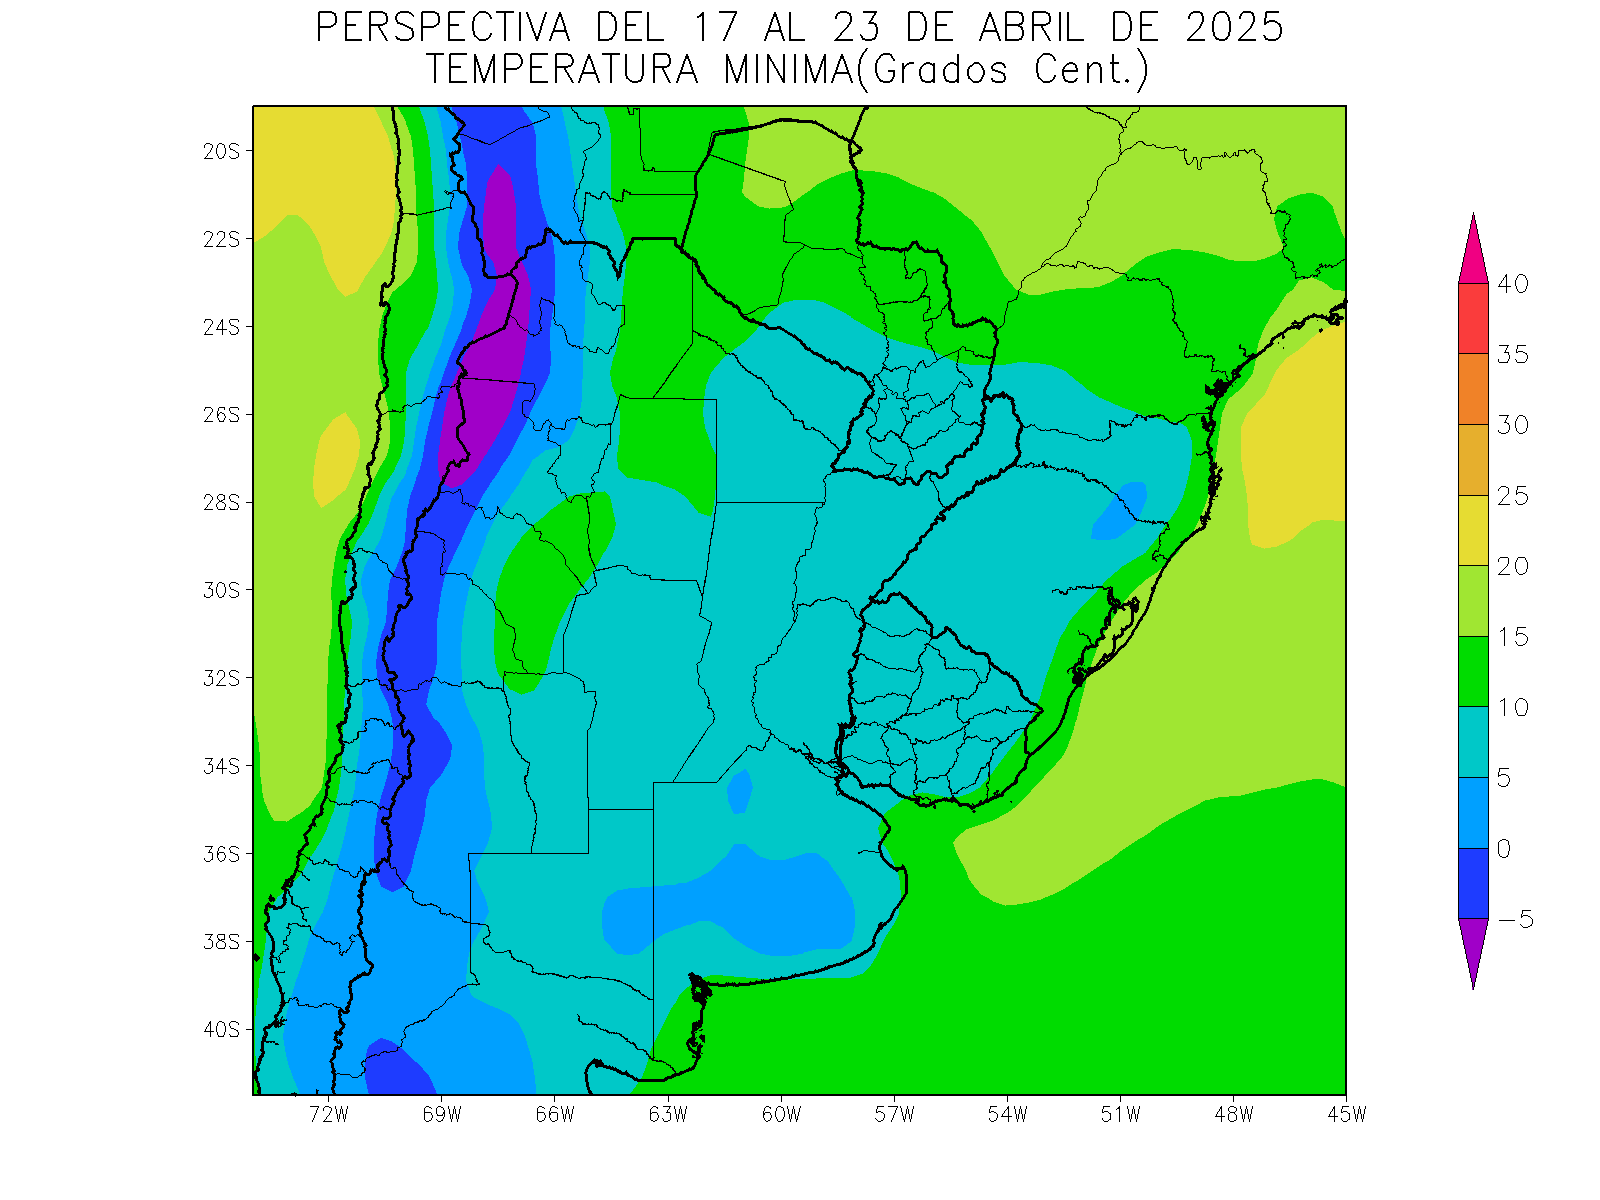 PERSPECTIVA DEL 17 AL 23 DE ABRIL DE 2025
TEMPERATURA MINIMA(Grados Cent.)
20S
22S
24S
26S
28S
30S
32S
34S
36S
38S
40S
72W 69W 66W 63W 60W 57W 54W 51W 48W 45W
40
35
30
25
20
15
10
5
0
-5